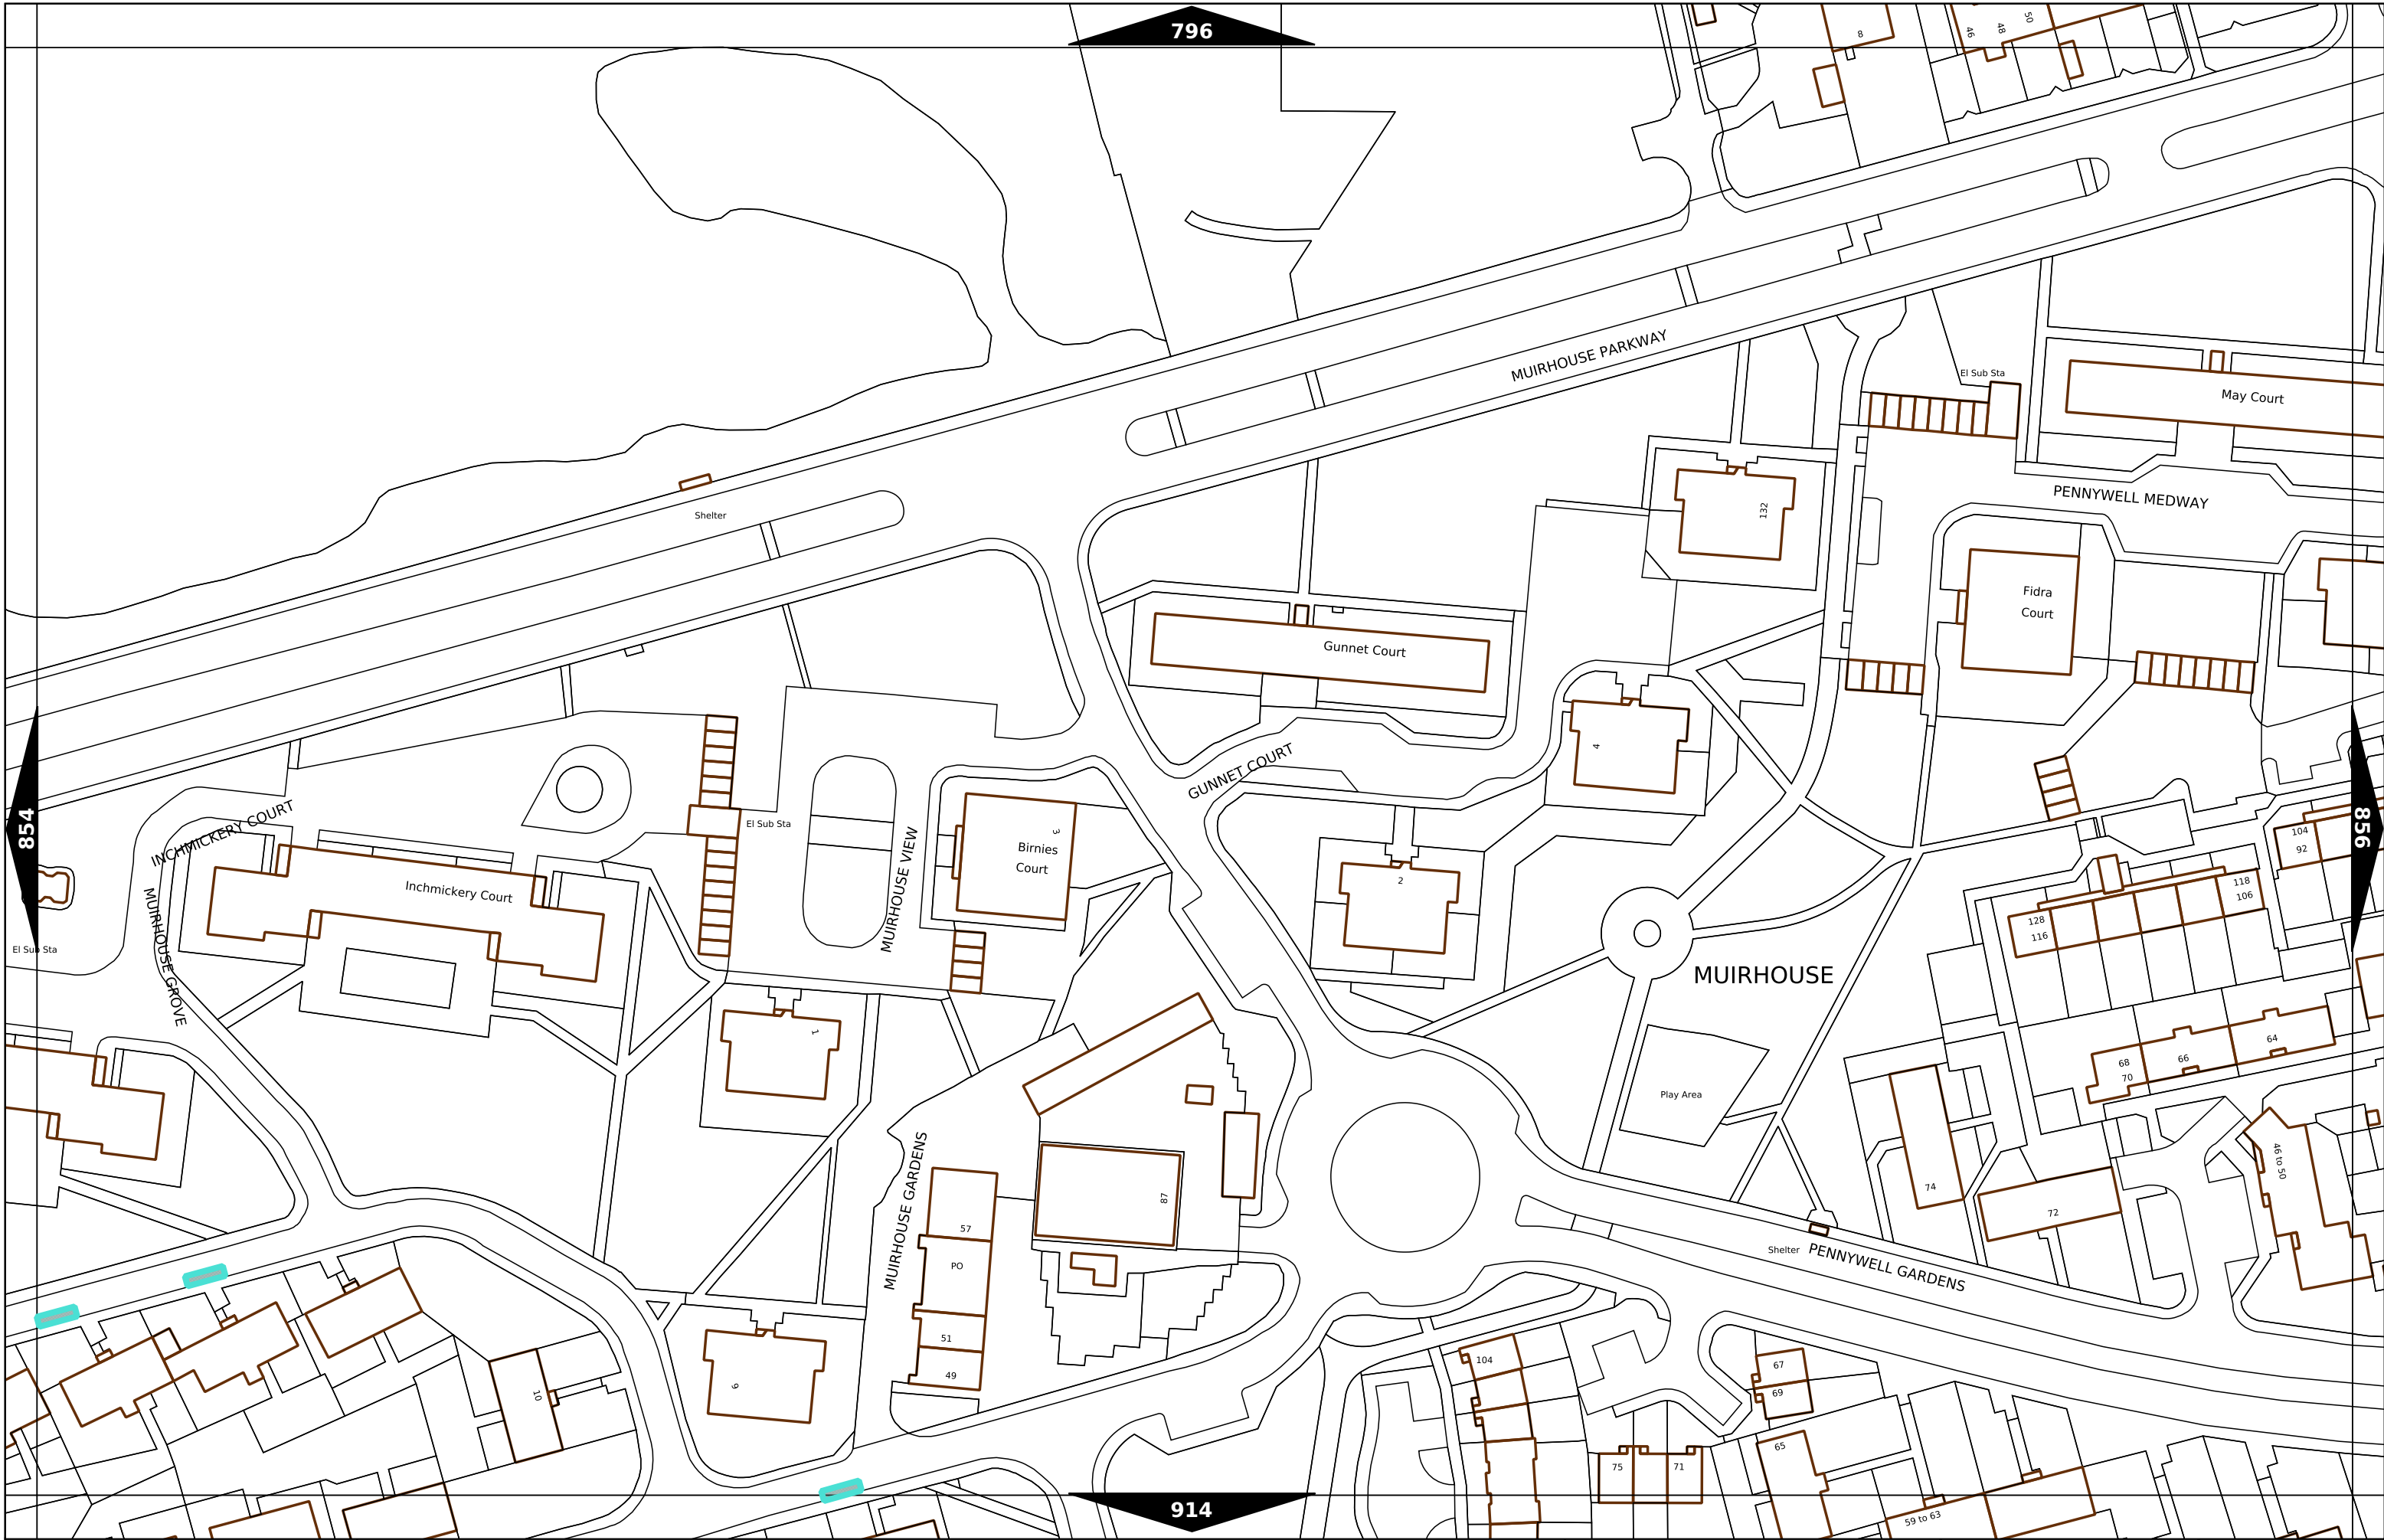 796
8
46
48
50
MUIRHOUSE PARKWAY
El Sub Sta
May Court
PENNYWELL MEDWAY
132
Shelter
Fidra
Court
Gunnet Court
GUNNET COURT
4
El Sub Sta
INCHMICKERY COURT
854
856
MUIRHOUSE VIEW
3
Birnies
Court
Inchmickery Court
2
104
92
118
106
128
116
El Sub Sta
MUIRHOUSE GROVE
MUIRHOUSE
1
64
66
68
70
Play Area
46 to 50
74
72
MUIRHOUSE GARDENS
87
57
PO
51
49
Shelter
PENNYWELL GARDENS
104
67
69
65
75
71
10
9
59 to 63
914